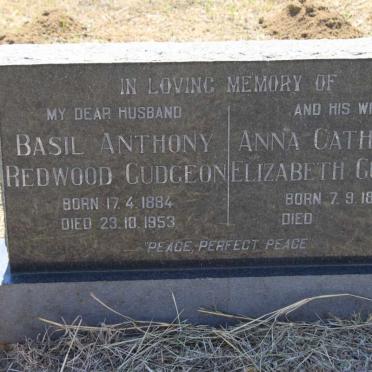 IN LOVING MEMORY OF
MY DEAR HUSBAND
BASIL ANTHONY
REDWOOD GUDGEON
BORN 17.4.1884
DIED 23.10.1953
AND HIS WI
ANNA CATH
ELIZABETH G
BORN 7.9.18
DIED
"PEACE, PERFECT PEACE